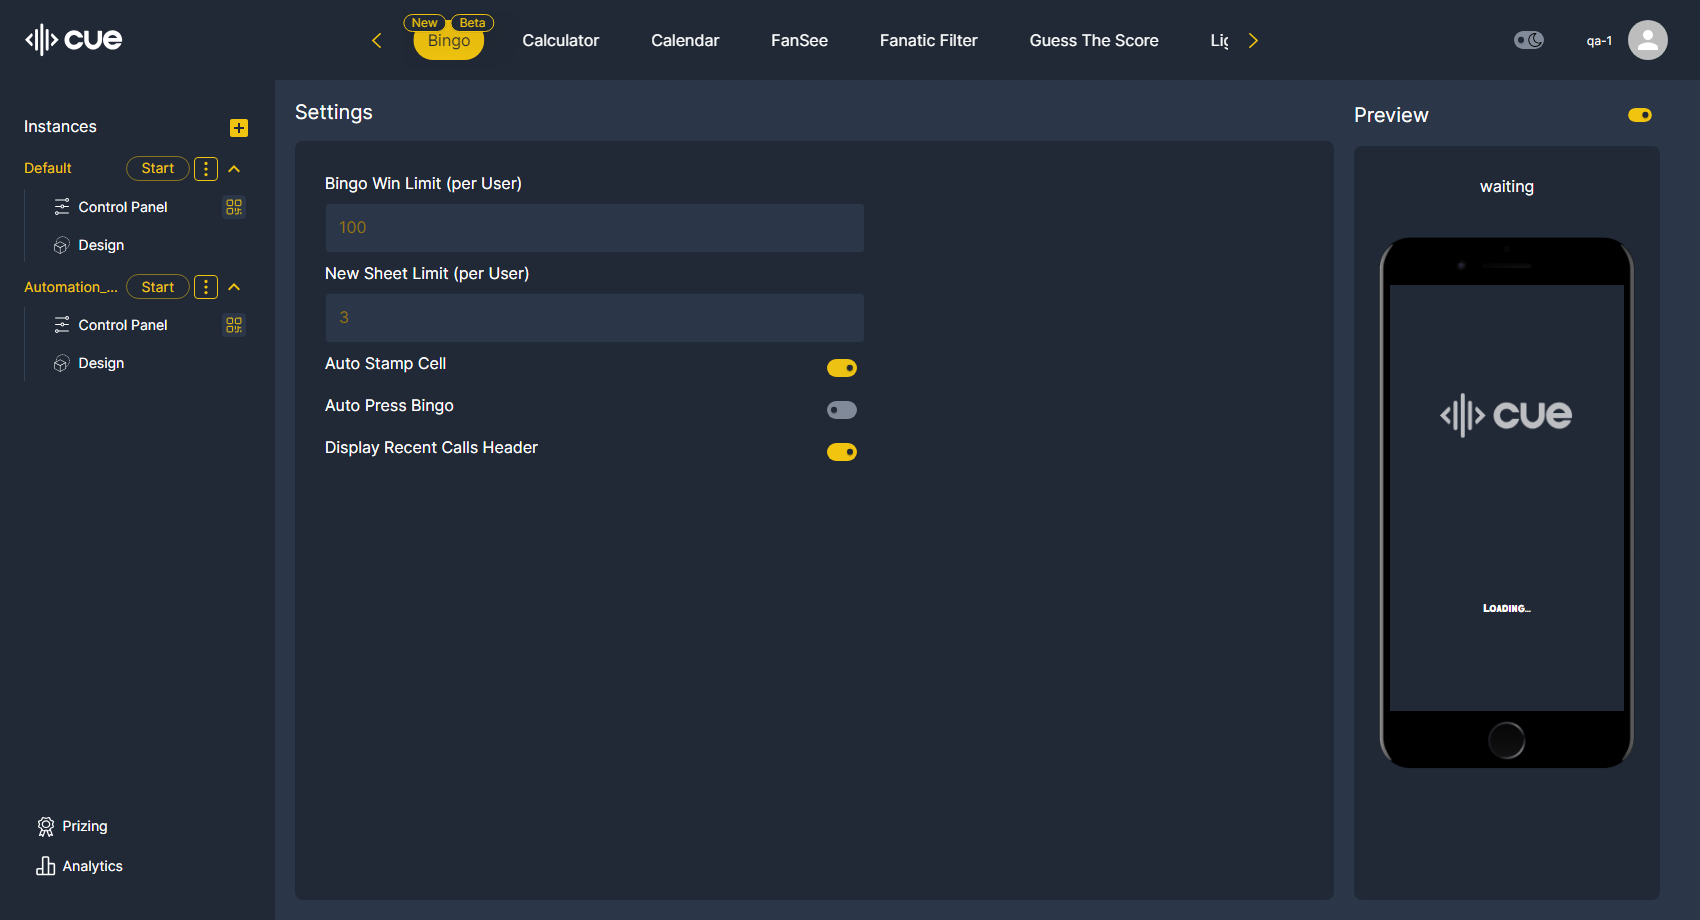 cue
New Beta
Bingo
Calculator
Calendar
FanSee
Fanatic Filter
Guess The Score
Lig
qa-1
Instances
Default
Start
Control Panel
Design
Automation_...
Start
Control Panel
Design
Prizing
Analytics
Settings
Bingo Win Limit (per User)
100
New Sheet Limit (per User)
3
Auto Stamp Cell
Auto Press Bingo
Display Recent Calls Header
Preview
waiting
cue
LOADING...